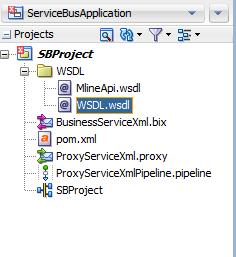 ServiceBusApplication
Projects
SBProject
WSDL
MlineApi.wsdl
WSDL.wsdl
BusinessServiceXml.bix
pom.xml
ProxyServiceXml.proxy
ProxyServiceXmlPipeline.pipeline
SBProject